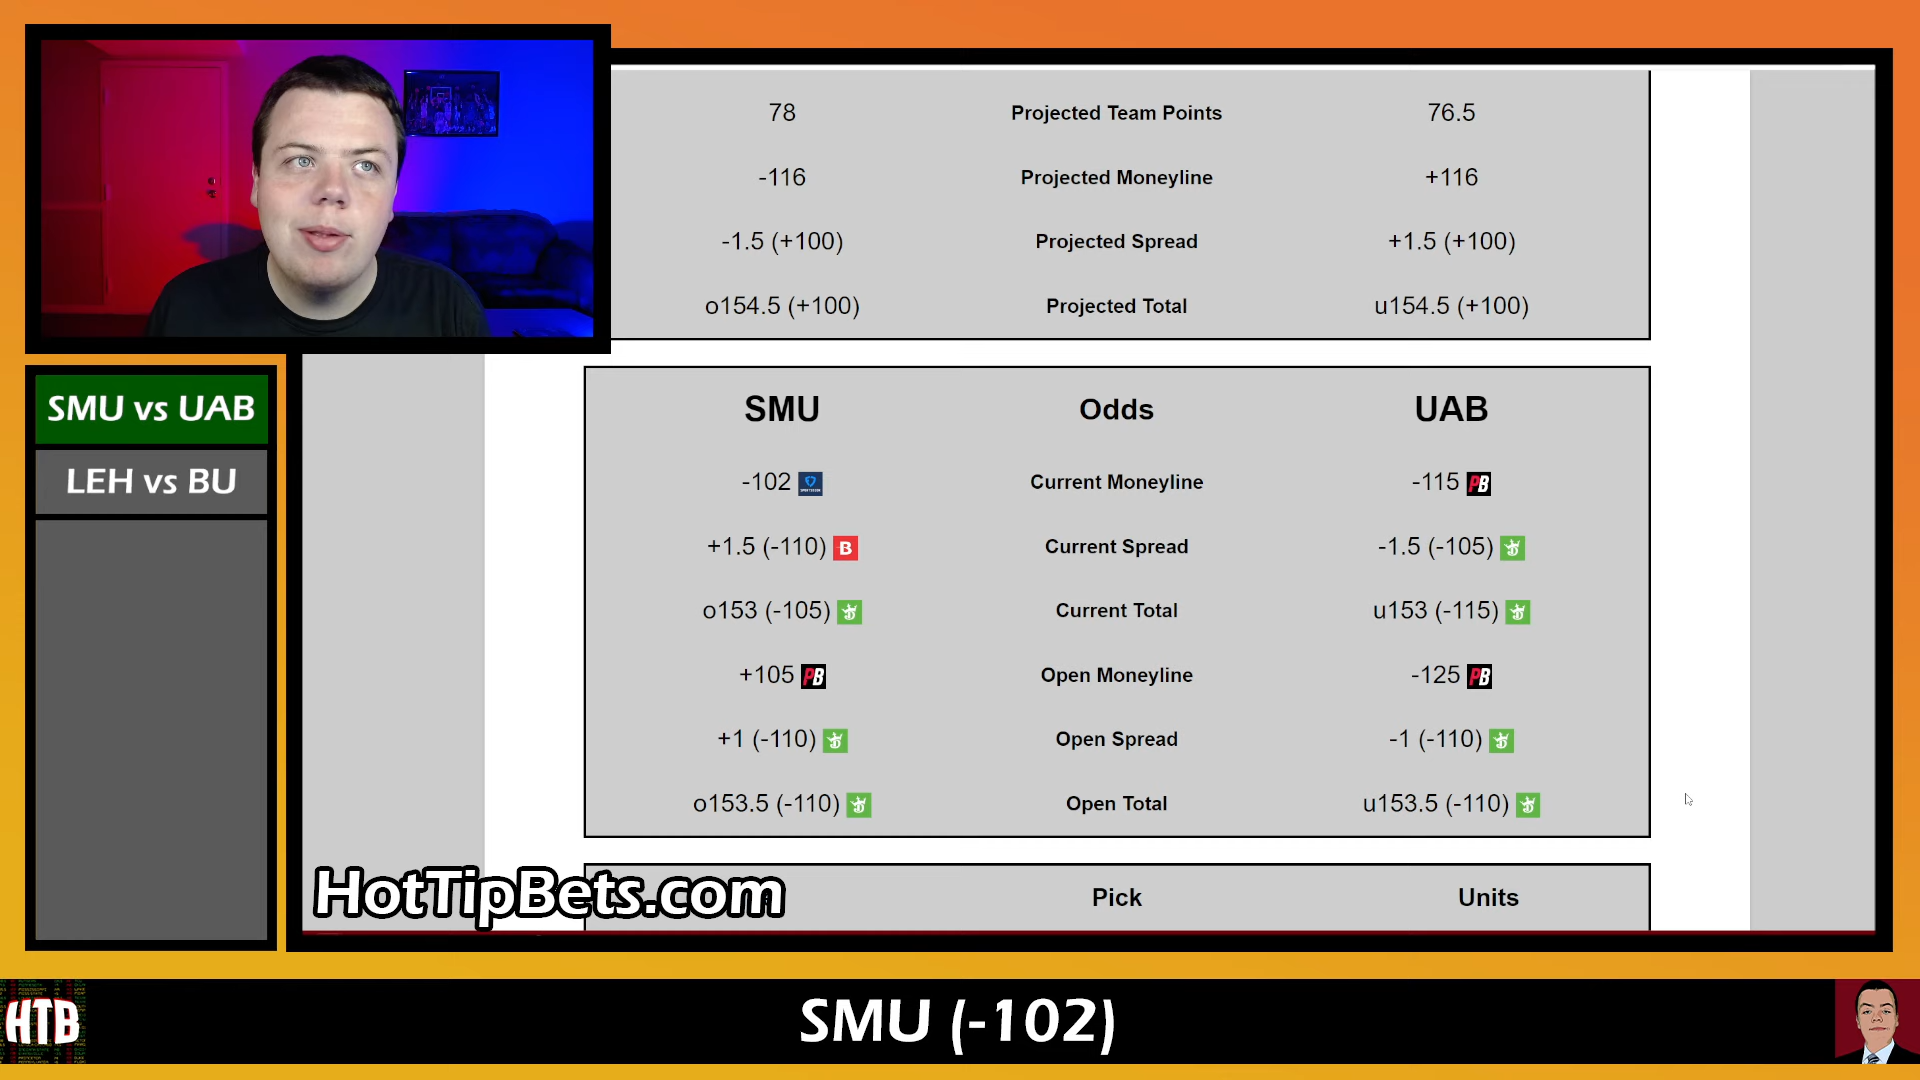 78 Projected Team Points 76.5
-116 Projected Moneyline +116
-1.5 (+100) Projected Spread +1.5 (+100)
o154.5 (+100) Projected Total u154.5 (+100)
SMU vs UAB
LEH vs BU
SMU Odds UAB
-102 Current Moneyline -115 PB
+1.5 (-110) B Current Spread -1.5 (-105)
o153 (-105) Current Total u153 (-115)
+105 PB Open Moneyline -125 PB
+1 (-110) Open Spread -1 (-110)
o153.5 (-110) Open Total u153.5 (-110)
HotTipBets.com
Pick Units
HTB
SMU (-102)